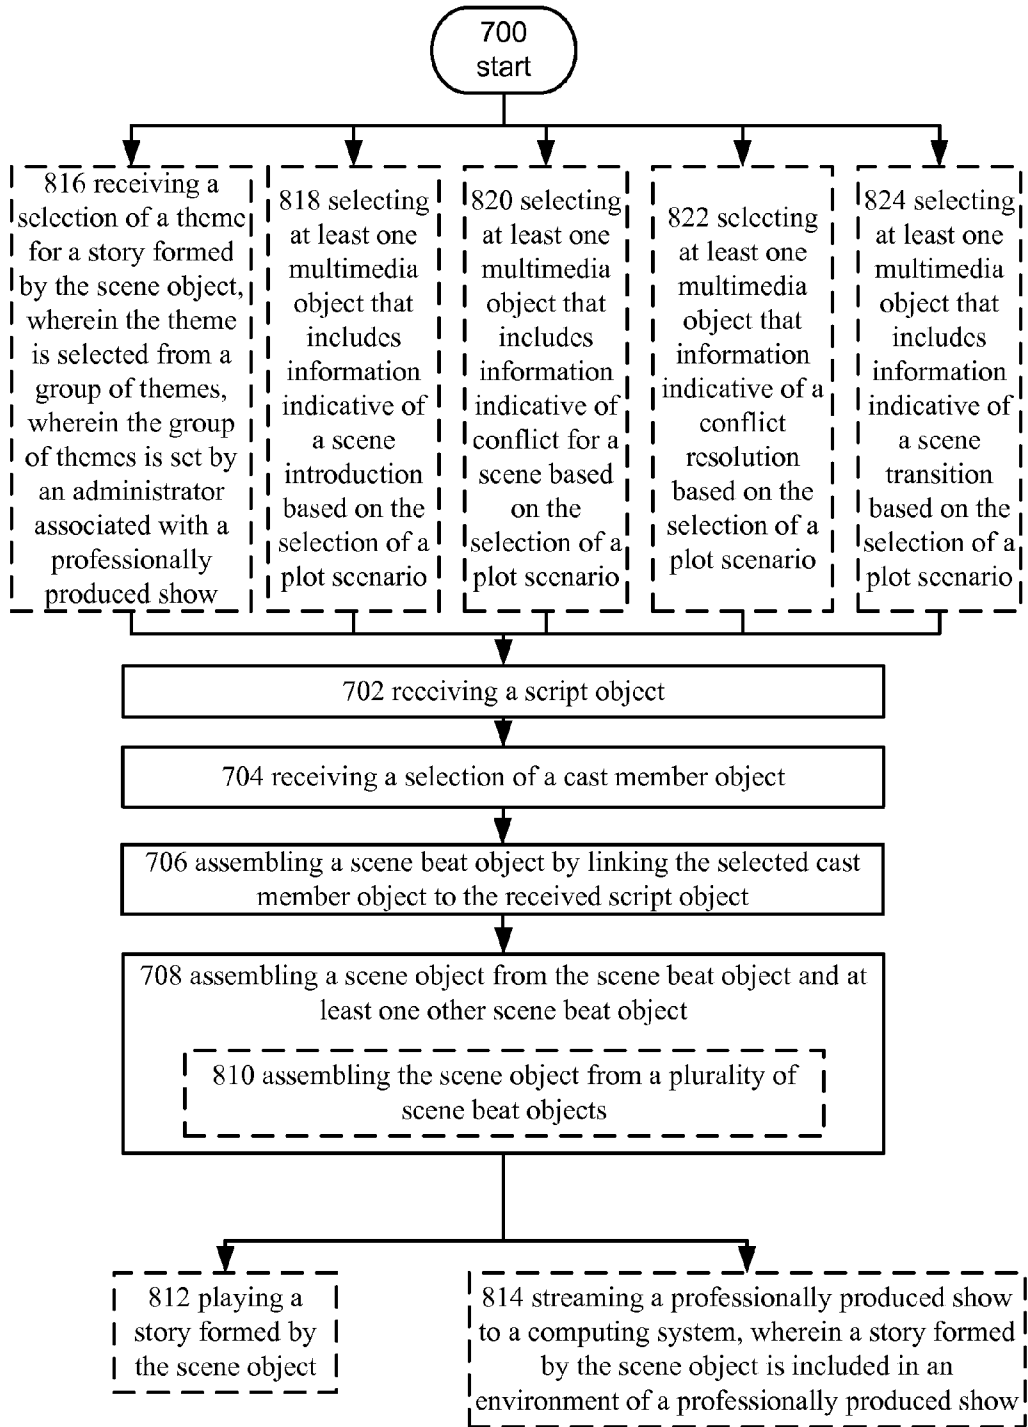 700
start
816 receiving a
selection of a theme
for a story formed
by the scene object,
wherein the theme
is selected from a
group of themes,
wherein the group
of themes is set by
an administrator
associated with a
professionally
produced show
818 selecting
at least one
multimedia
object that
includes
information
indicative of
a scene
introduction
based on the
selection of a
plot scenario
820 selecting
at least one
multimedia
object that
includes
information
indicative of
conflict for a
scene based
on the
selection of a
plot scenario
822 selecting
at least one
multimedia
object that
information
indicative of a
conflict
resolution
based on the
selection of a
plot scenario
824 selecting
at least one
multimedia
object that
includes
information
indicative of
a scene
transition
based on the
selection of a
plot scenario
702 receiving a script object
704 receiving a selection of a cast member object
706 assembling a scene beat object by linking the selected cast
member object to the received script object
708 assembling a scene object from the scene beat object and at
least one other scene beat object
810 assembling the scene object from a plurality of
scene beat objects
812 playing a
story formed by
the scene object
814 streaming a professionally produced show
to a computing system, wherein a story formed
by the scene object is included in an
environment of a professionally produced show